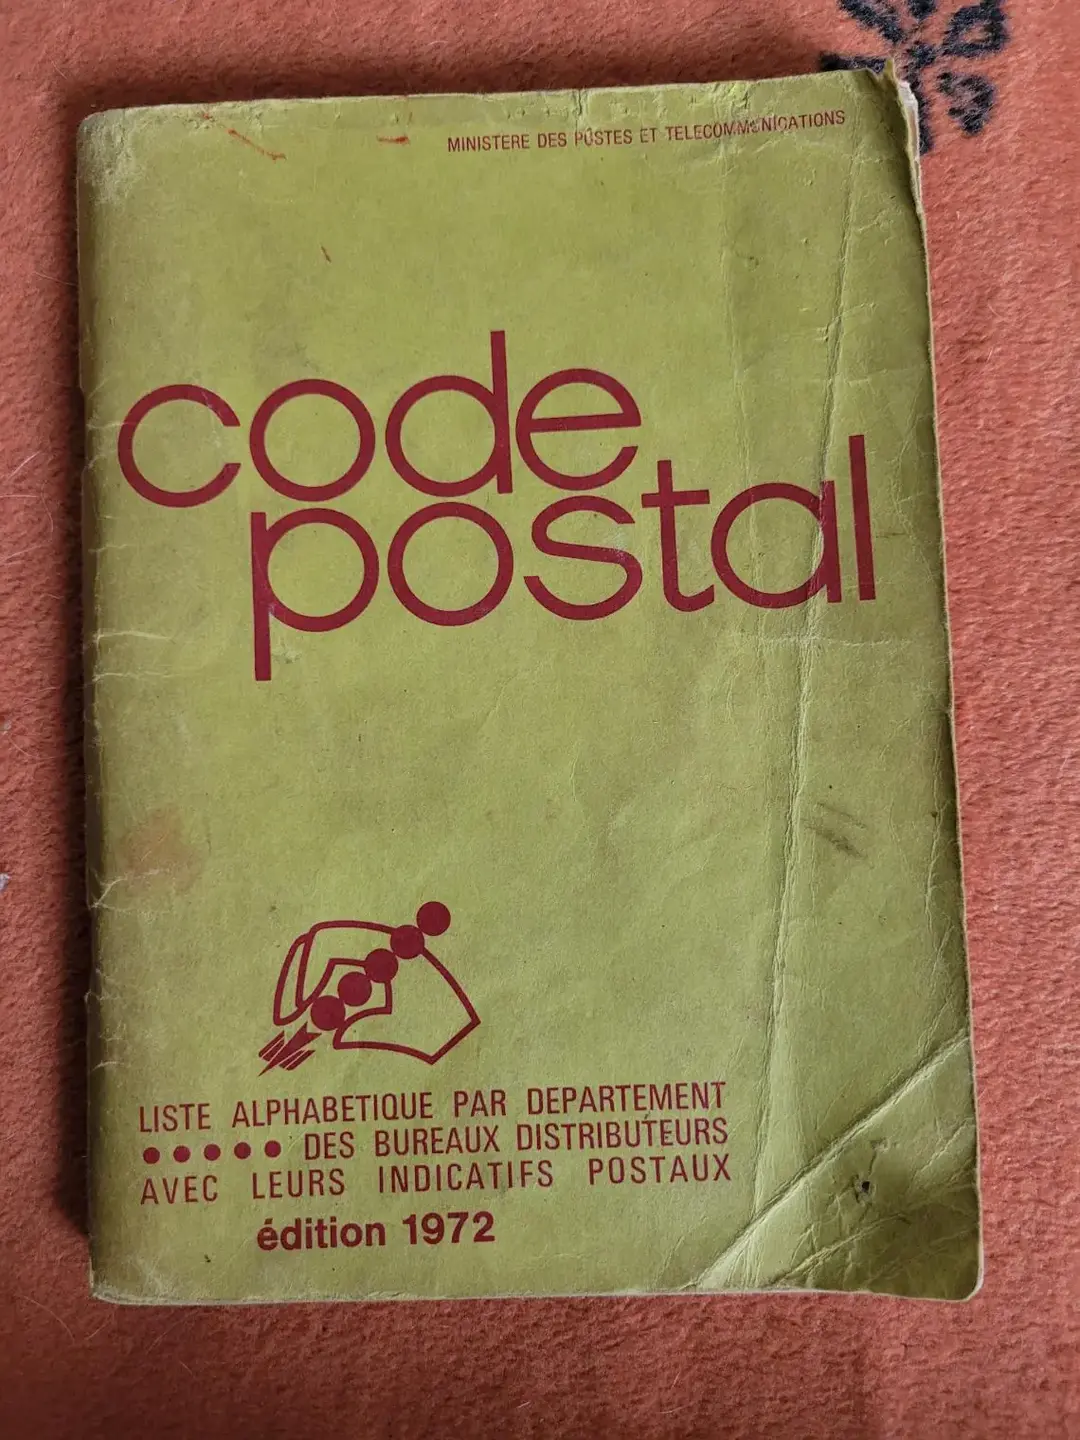 MINISTERE DES POSTES ET TELECOMMUNICATIONS
code
postal
LISTE ALPHABETIQUE PAR DEPARTEMENT
●●●●● DES BUREAUX DISTRIBUTEURS
AVEC LEURS INDICATIFS POSTAUX
édition 1972